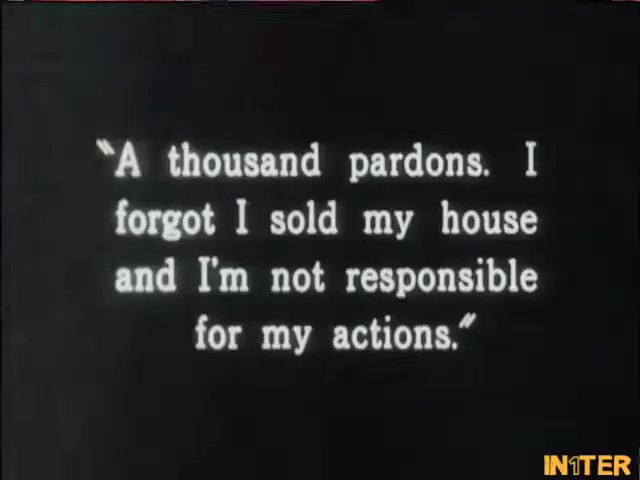 "A thousand pardons. I
forgot I sold my house
and I'm not responsible
for my actions."
IN1TER